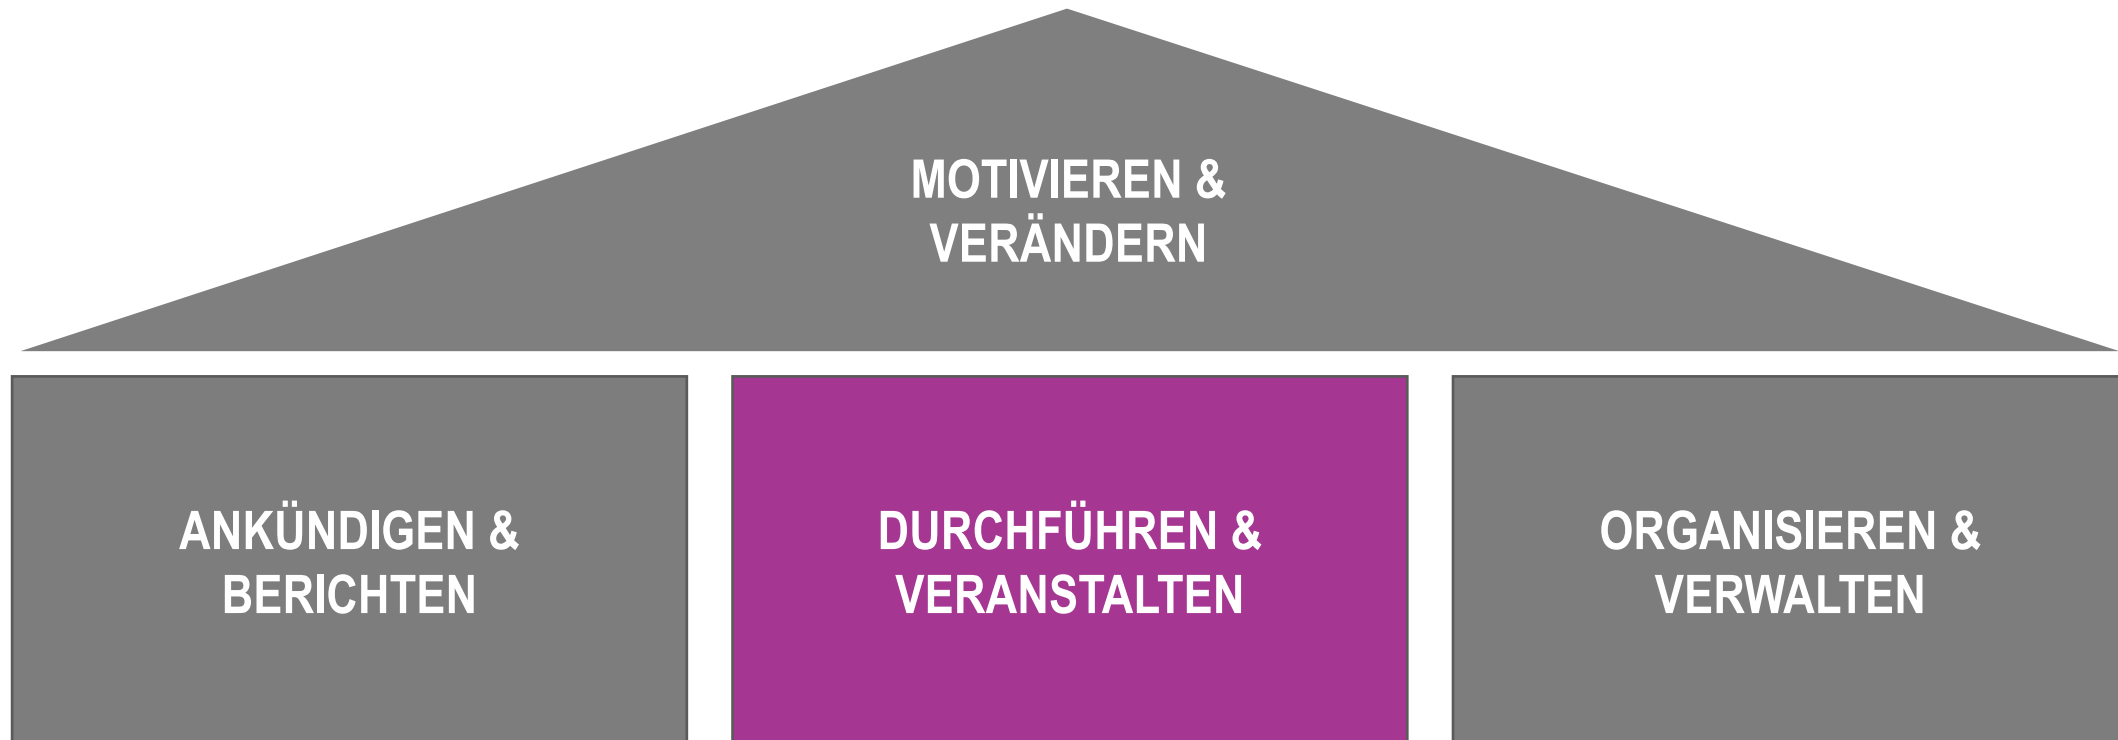 MOTIVIEREN &
VERÄNDERN
ANKÜNDIGEN &
BERICHTEN
DURCHFÜHREN &
VERANSTALTEN
ORGANISIEREN &
VERWALTEN